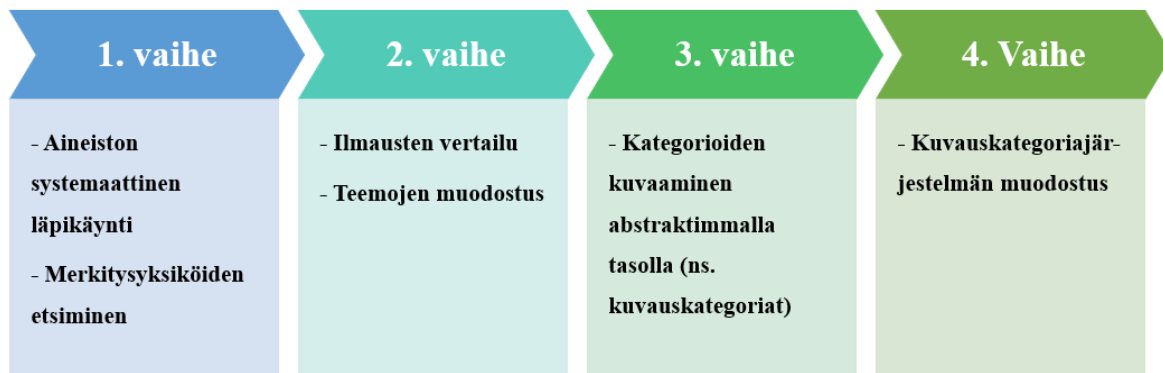 1. vaihe
- Aineiston
systemaattinen
läpikäynti
- Merkitysyksiköiden
etsiminen
2. vaihe
- Ilmausten vertailu
- Teemojen muodostus
3. vaihe
- Kategorioiden
kuvaaminen
abstraktimmalla
tasolla (ns.
kuvauskategoriat)
4. Vaihe
- Kuvauskategoriajär-
jestelmän muodostus